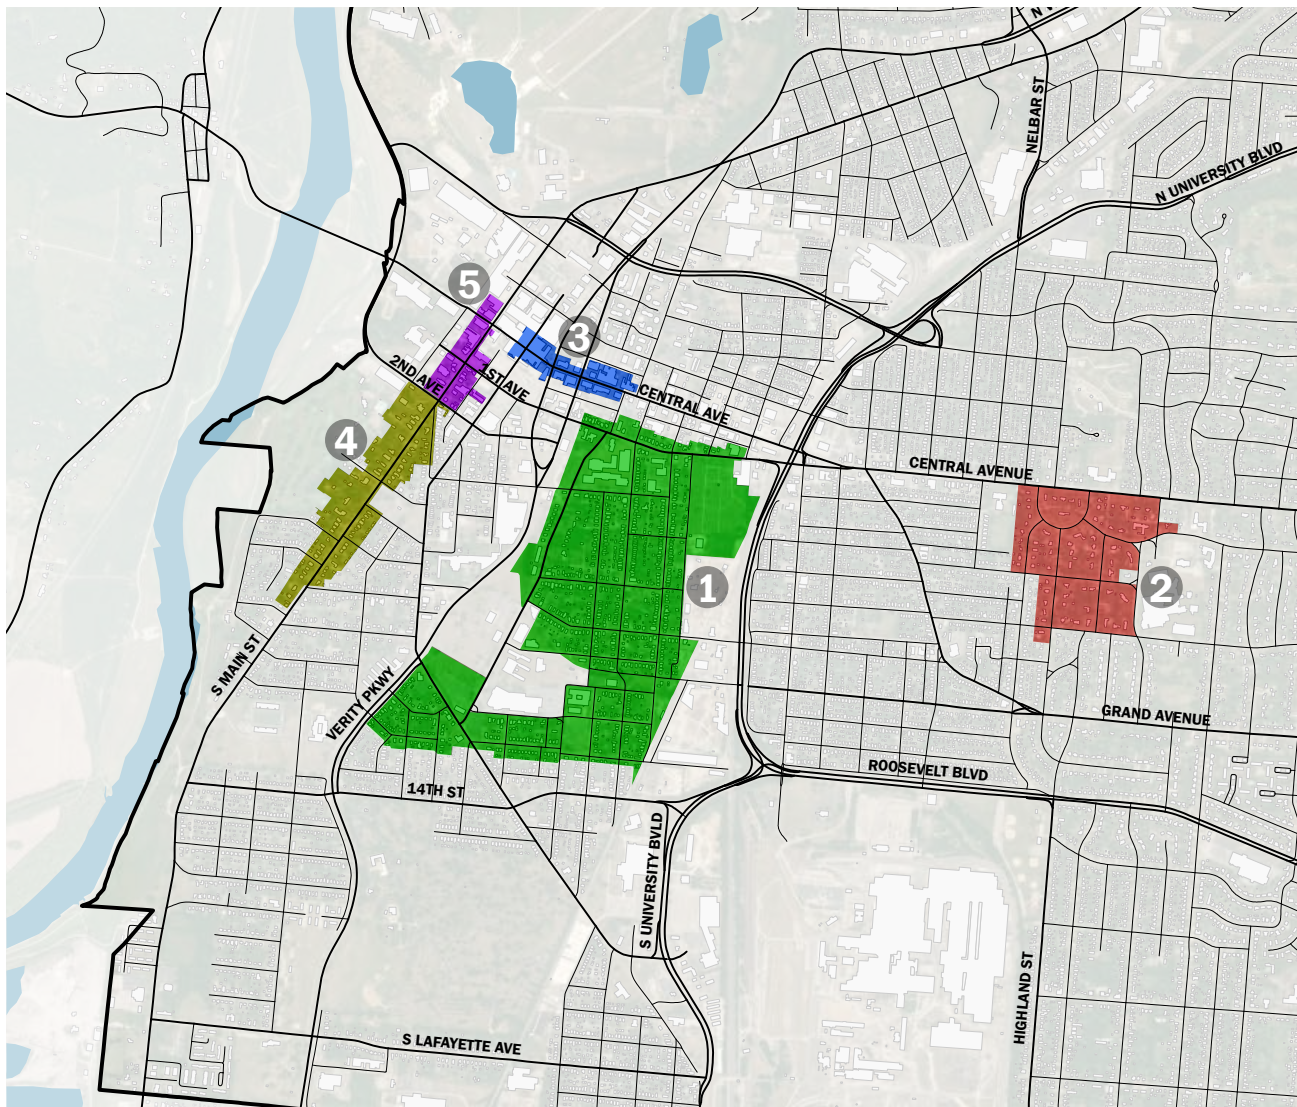 N V
NELBAR ST
N UNIVERSITY BLVD
5
3
2ND AVE
1ST AVE
CENTRAL AVE
4
CENTRAL AVENUE
1
2
S MAIN ST
VERITY PKWY
GRAND AVENUE
ROOSEVELT BLVD
14TH ST
S UNIVERSITY BVLD
HIGHLAND ST
S LAFAYETTE AVE